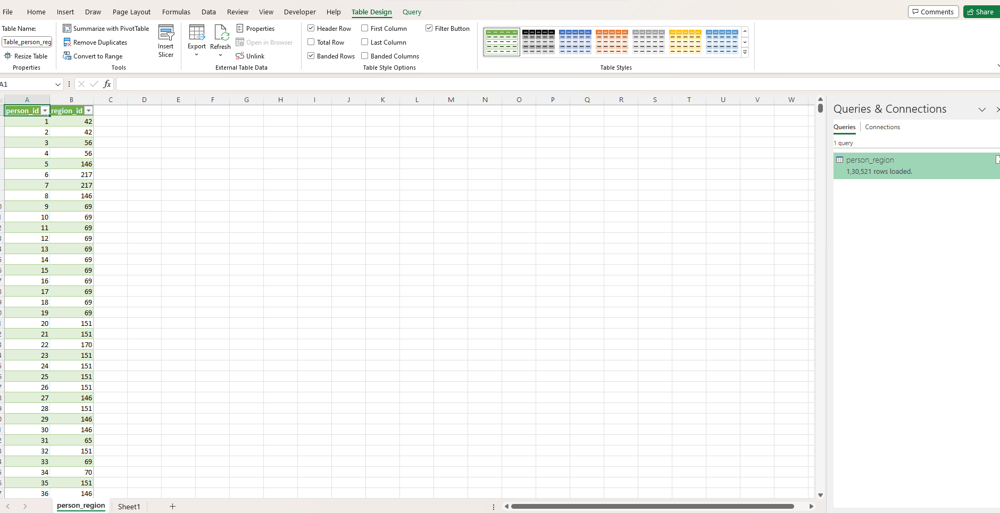 File Home Insert Draw Page Layout Formulas Data Review View Developer Help Table Design Query Comments Share
Table Name: Summarize with PivotTable Properties Header Row First Column Filter Button
Table_person_reg Remove Duplicates Insert Slicer Export Refresh Open in Browser Total Row Last Column
Resize Table Convert to Range Unlink Banded Rows Banded Columns
Properties Tools External Table Data Table Style Options Table Styles
A1 fx
A B C D E F G H I J K L M N O P Q R S T U V W
person_id region_id
1 42
2 42
3 56
4 56
5 146
6 217
7 217
8 146
9 69
10 69
11 69
12 69
13 69
14 69
15 69
16 69
17 69
18 69
19 69
20 151
21 151
22 170
23 151
24 151
25 151
26 151
27 146
28 151
29 146
30 146
31 65
32 151
33 69
34 70
35 151
36 146
person_region Sheet1
Queries & Connections
Queries Connections
1 query
person_region
1,30,521 rows loaded.